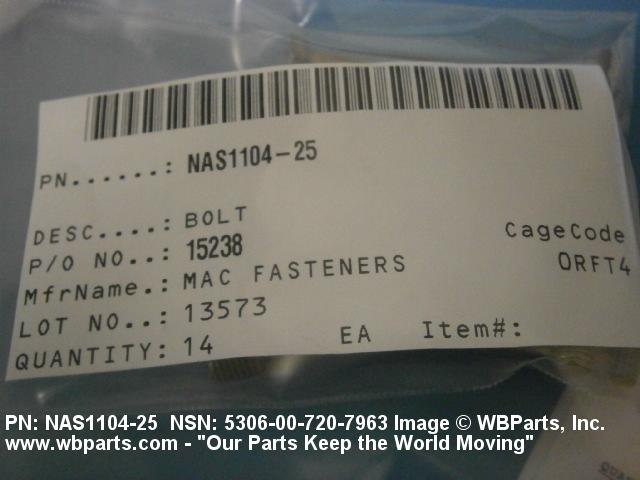 PN......: NAS1104-25
DESC....: BOLT
P/O NO..: 15238
CageCode
MfrName.: MAC FASTENERS
ORFT4
LOT NO..: 13573
QUANTITY: 14 EA Item#:
PN: NAS1104-25 NSN: 5306-00-720-7963 Image © WBParts, Inc.
www.wbparts.com - "Our Parts Keep the World Moving"